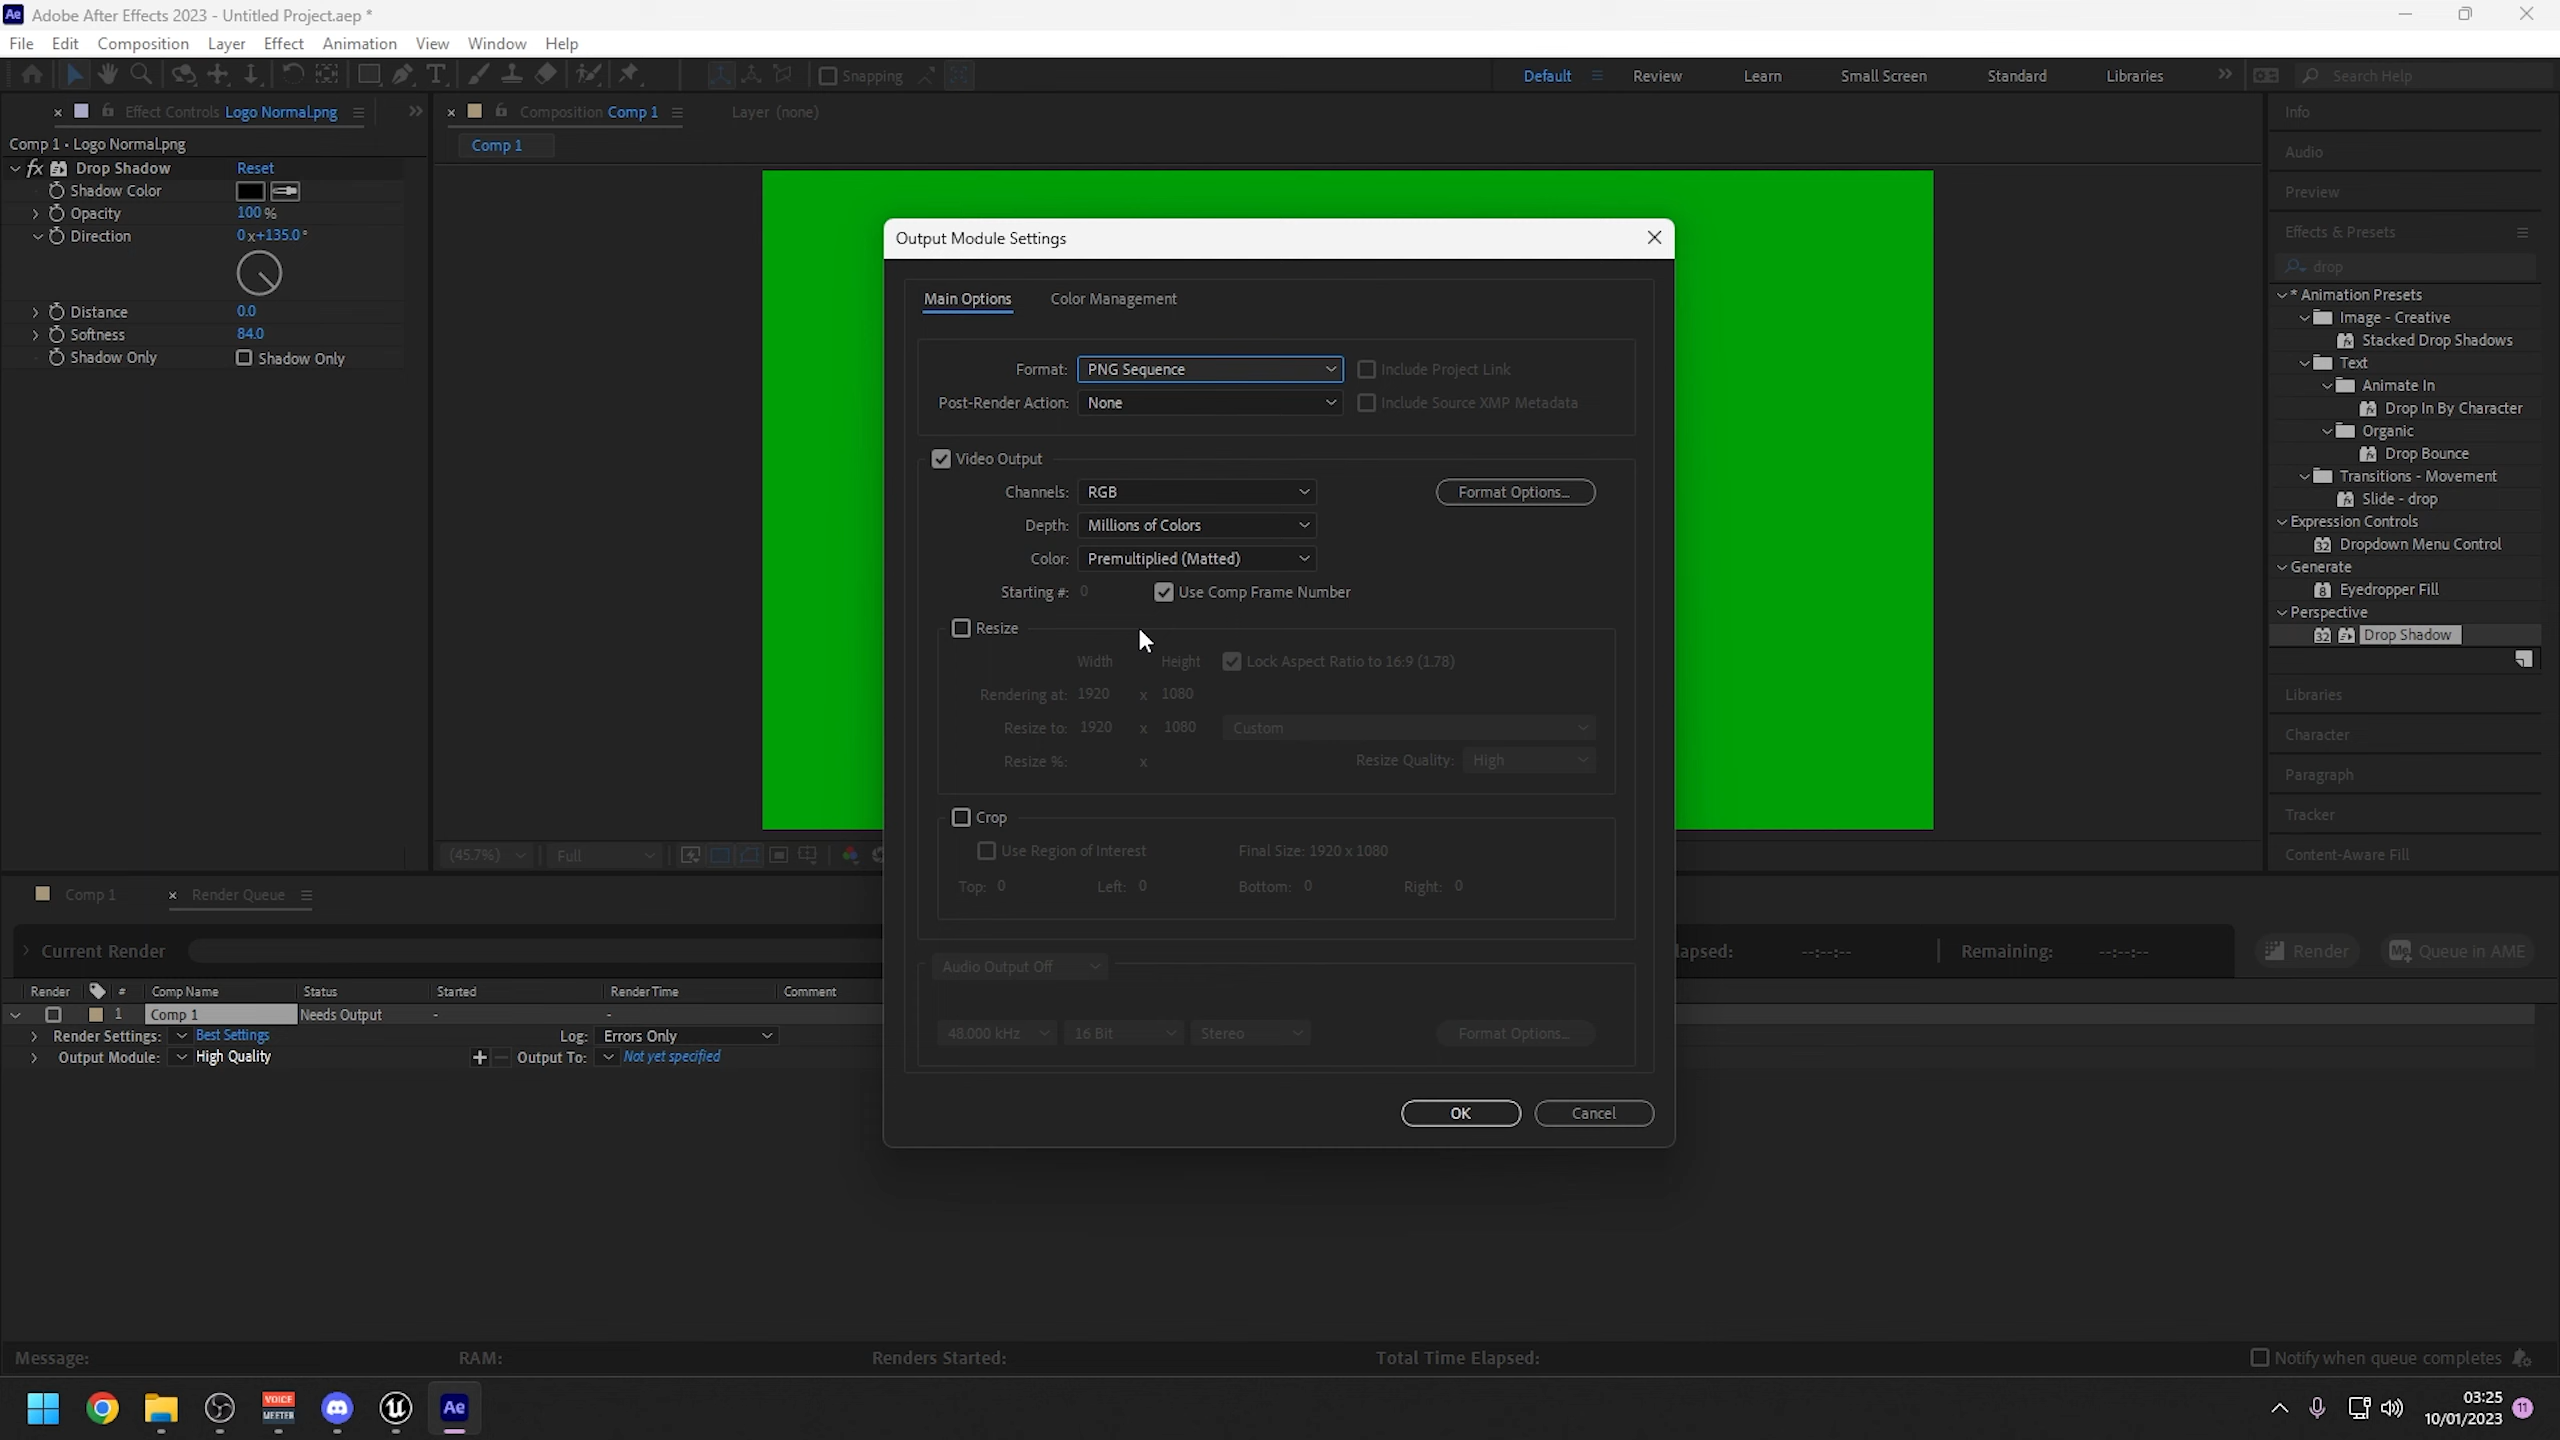 Ae Adobe After Effects 2023 - Untitled Project.aep *
File Edit Composition Layer Effect Animation View Window Help
Snapping Default Review Learn Small Screen Standard Libraries Search Help
Effect Controls Logo Normal.png
Composition Comp 1
Layer (none)
Comp 1 • Logo Normal.png
Comp 1
fx Drop Shadow Reset
Shadow Color
Opacity 100 %
Direction 0x+135.0°
Distance 0.0
Softness 84.0
Shadow Only Shadow Only
Output Module Settings
Main Options Color Management
Format: PNG Sequence Include Project Link
Post-Render Action: None Include Source XMP Metadata
Video Output
Channels: RGB Format Options...
Depth: Millions of Colors
Color: Premultiplied (Matted)
Starting #: 0 Use Comp Frame Number
Resize
Width Height Lock Aspect Ratio to 16:9 (1.78)
Rendering at: 1920 x 1080
Resize to: 1920 x 1080 Custom
Resize %: x Resize Quality: High
Crop
Use Region of Interest Final Size: 1920 x 1080
Top: 0 Left: 0 Bottom: 0 Right: 0
Audio Output Off
48.000 kHz 16 Bit Stereo Format Options...
OK Cancel
Info
Audio
Preview
Effects & Presets
drop
* Animation Presets
Image - Creative
Stacked Drop Shadows
Text
Animate In
Drop In By Character
Organic
Drop Bounce
Transitions - Movement
Slide - drop
Expression Controls
32 Dropdown Menu Control
Generate
8 Eyedropper Fill
Perspective
32 Drop Shadow
Libraries
Character
Paragraph
Tracker
Content-Aware Fill
(45.7%) Full
Comp 1 Render Queue
Current Render lapsed: --:--:-- Remaining: --:--:-- Render Me Queue in AME
Render # Comp Name Status Started Render Time Comment
1 Comp 1 Needs Output - -
Render Settings: Best Settings Log: Errors Only
Output Module: High Quality + Output To: Not yet specified
Message: RAM: Renders Started: Total Time Elapsed: Notify when queue completes
VOICE
MEETER
Ae
03:25
10/01/2023
11